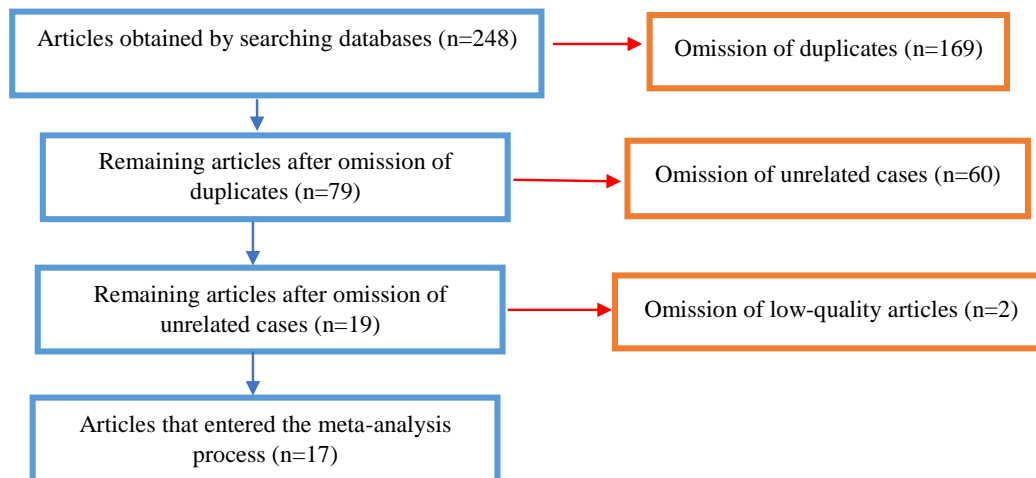 Articles obtained by searching databases (n=248)
Omission of duplicates (n=169)
Remaining articles after omission of
duplicates (n=79)
Omission of unrelated cases (n=60)
Remaining articles after omission of
unrelated cases (n=19)
Omission of low-quality articles (n=2)
Articles that entered the meta-analysis
process (n=17)